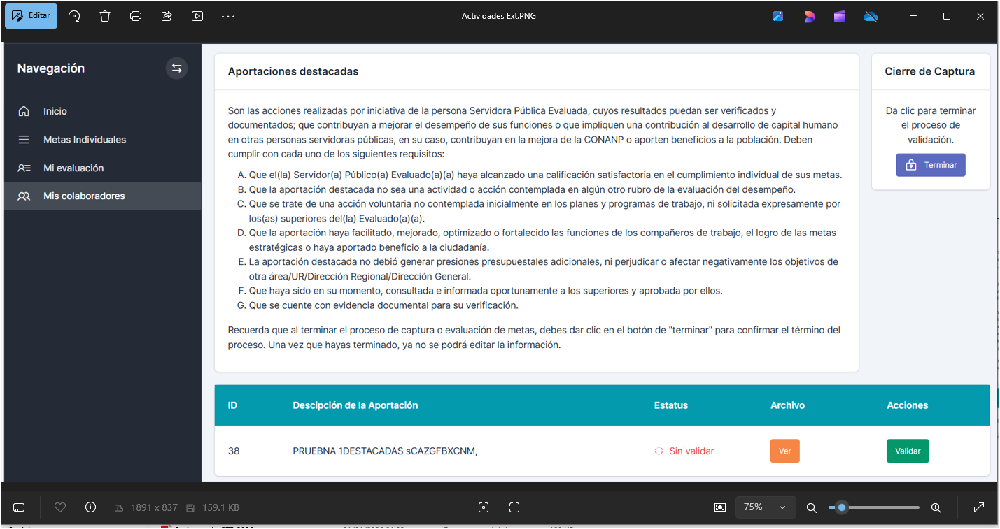 Editar
Actividades Ext.PNG
Navegación
Inicio
Metas Individuales
Mi evaluación
Mis colaboradores
Aportaciones destacadas
Son las acciones realizadas por iniciativa de la persona Servidora Pública Evaluada, cuyos resultados puedan ser verificados y
documentados; que contribuyan a mejorar el desempeño de sus funciones o que impliquen una contribución al desarrollo de capital humano
en otras personas servidoras públicas, en su caso, contribuyan en la mejora de la CONANP o aporten beneficios a la población. Deben
cumplir con cada uno de los siguientes requisitos:
A. Que el(la) Servidor(a) Público(a) Evaluado(a)(a) haya alcanzado una calificación satisfactoria en el cumplimiento individual de sus metas.
B. Que la aportación destacada no sea una actividad o acción contemplada en algún otro rubro de la evaluación del desempeño.
C. Que se trate de una acción voluntaria no contemplada inicialmente en los planes y programas de trabajo, ni solicitada expresamente por
los(as) superiores del(la) Evaluado(a)(a).
D. Que la aportación haya facilitado, mejorado, optimizado o fortalecido las funciones de los compañeros de trabajo, el logro de las metas
estratégicas o haya aportado beneficio a la ciudadanía.
E. La aportación destacada no debió generar presiones presupuestales adicionales, ni perjudicar o afectar negativamente los objetivos de
otra área/UR/Dirección Regional/Dirección General.
F. Que haya sido en su momento, consultada e informada oportunamente a los superiores y aprobada por ellos.
G. Que se cuente con evidencia documental para su verificación.
Recuerda que al terminar el proceso de captura o evaluación de metas, debes dar clic en el botón de "terminar" para confirmar el término del
proceso. Una vez que hayas terminado, ya no se podrá editar la información.
Cierre de Captura
Da clic para terminar
el proceso de
validación.
Terminar
ID Descipción de la Aportación Estatus Archivo Acciones
38 PRUEBNA 1DESTACADAS sCAZGFBXCNM, Sin validar Ver Validar
1891 x 837 159.1 KB
75%